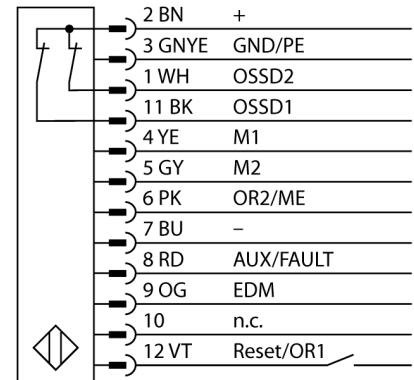 2 BN +
3 GNYE GND/PE
1 WH OSSD2
11 BK OSSD1
4 YE M1
5 GY M2
6 PK OR2/ME
7 BU –
8 RD AUX/FAULT
9 OG EDM
10 n.c.
12 VT Reset/OR1